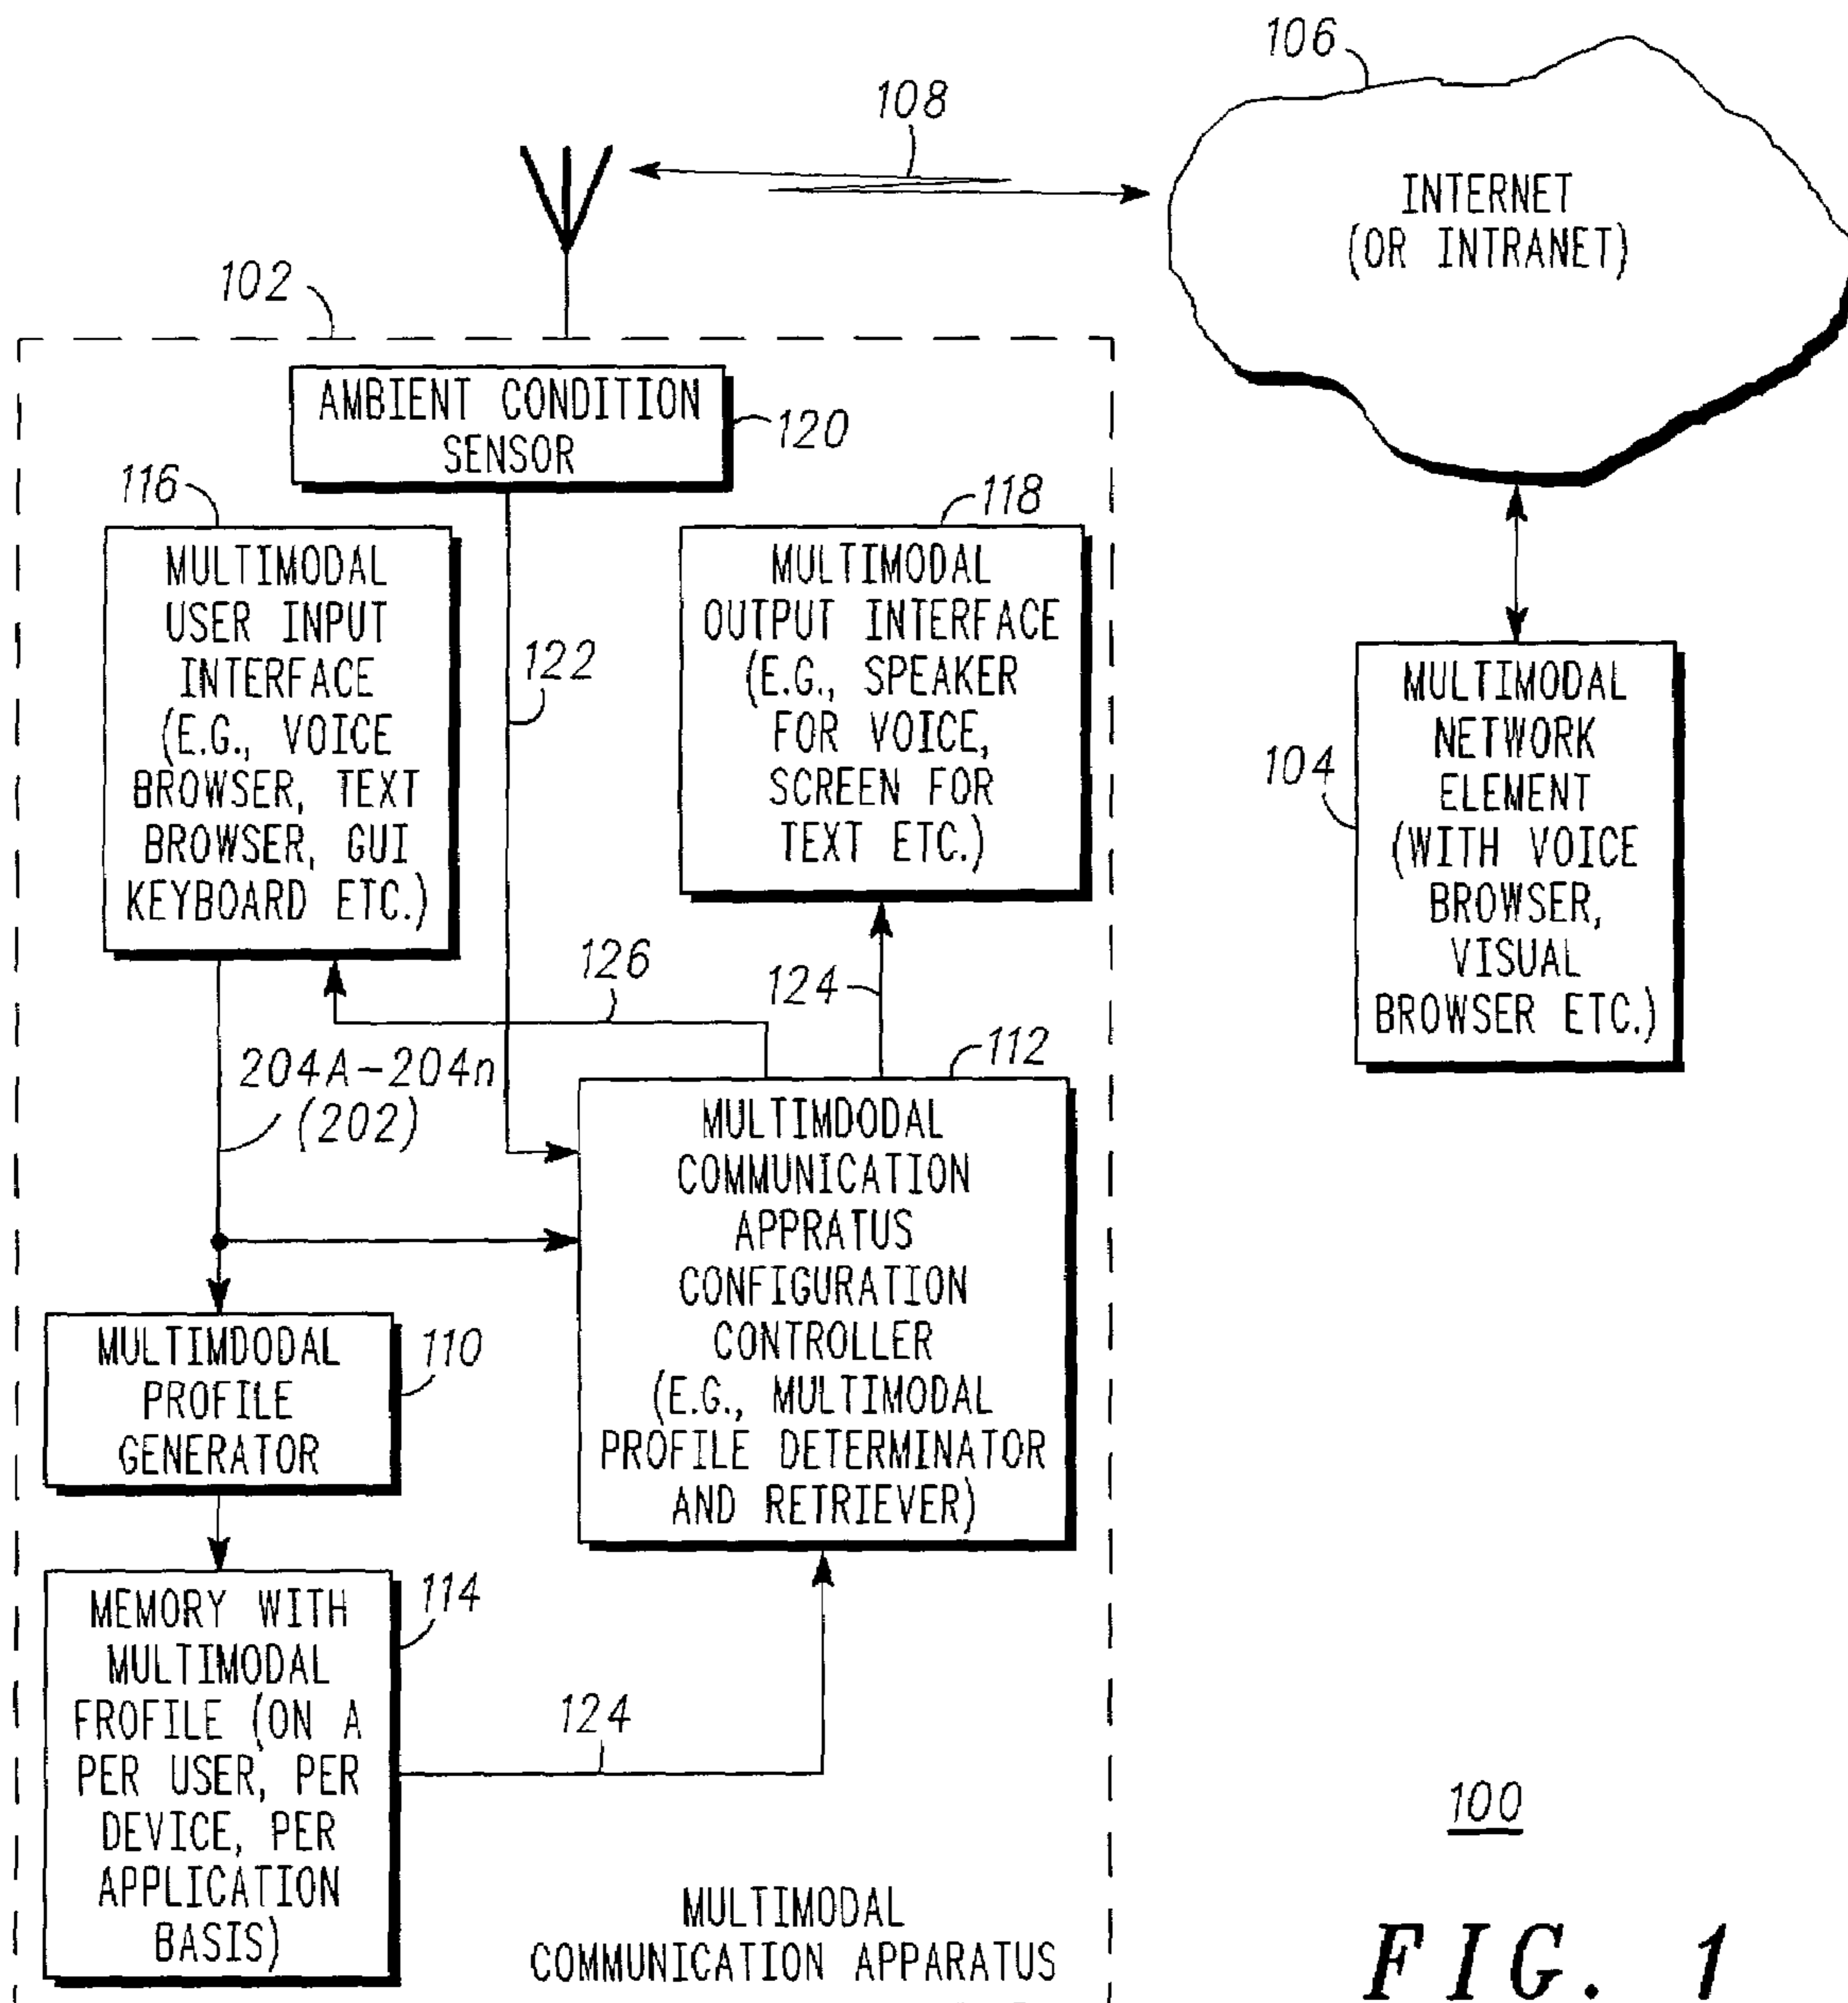 106
108
INTERNET
(OR INTRANET)
102
AMBIENT CONDITION
SENSOR
120
116
MULTIMODAL
USER INPUT
INTERFACE
(E.G., VOICE
BROWSER, TEXT
BROWSER, GUI
KEYBOARD ETC.)
122
118
MULTIMODAL
OUTPUT INTERFACE
(E.G., SPEAKER
FOR VOICE,
SCREEN FOR
TEXT ETC.)
104
MULTIMODAL
NETWORK
ELEMENT
(WITH VOICE
BROWSER,
VISUAL
BROWSER ETC.)
126
124
112
204A-204n
(202)
MULTIMDODAL
COMMUNICATION
APPRATUS
CONFIGURATION
CONTROLLER
(E.G., MULTIMODAL
PROFILE DETERMINATOR
AND RETRIEVER)
MULTIMDODAL
PROFILE
GENERATOR
110
MEMORY WITH
MULTIMODAL
FROFILE (ON A
PER USER, PER
DEVICE, PER
APPLICATION
BASIS)
114
124
MULTIMODAL
COMMUNICATION APPARATUS
100
FIG. 1